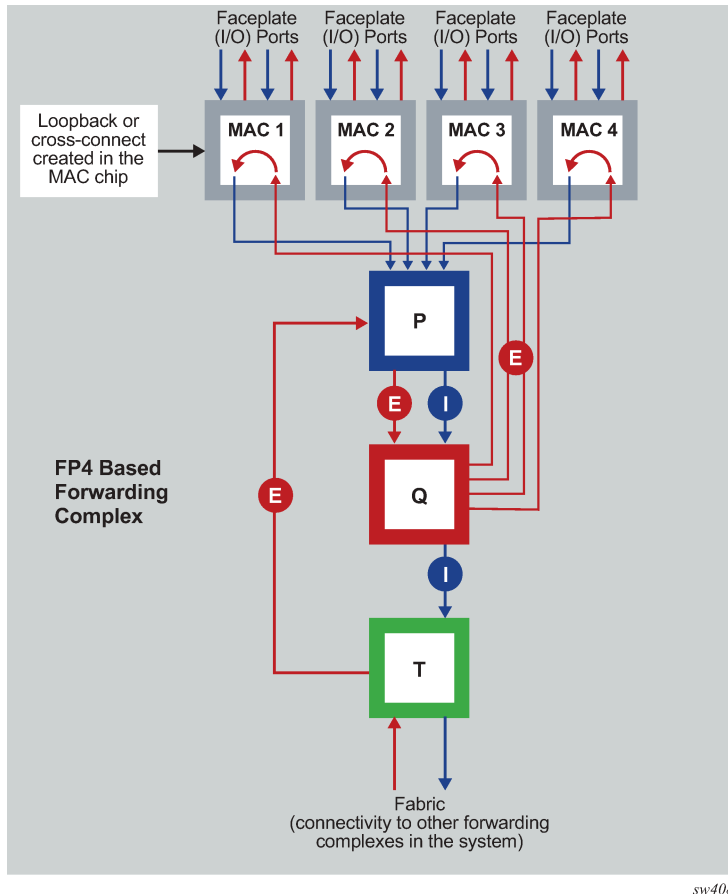 Faceplate
(I/O) Ports
Faceplate
(I/O) Ports
Faceplate
(I/O) Ports
Faceplate
(I/O) Ports
Loopback or
cross-connect
created in the
MAC chip
MAC 1
MAC 2
MAC 3
MAC 4
P
E
E
I
FP4 Based
Forwarding
Complex
E
Q
I
T
Fabric
(connectivity to other forwarding
complexes in the system)